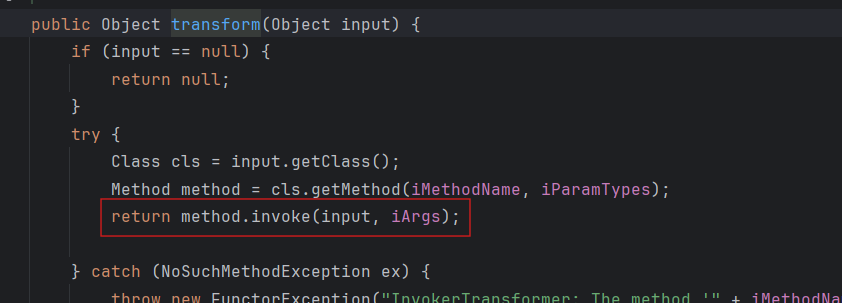 public Object transform(Object input) {
if (input == null) {
return null;
}
try {
Class cls = input.getClass();
Method method = cls.getMethod(iMethodName, iParamTypes);
return method.invoke(input, iArgs);
} catch (NoSuchMethodException ex) {
throw new FunctorException("InvokerTransformer: The method '" + iMethodNa